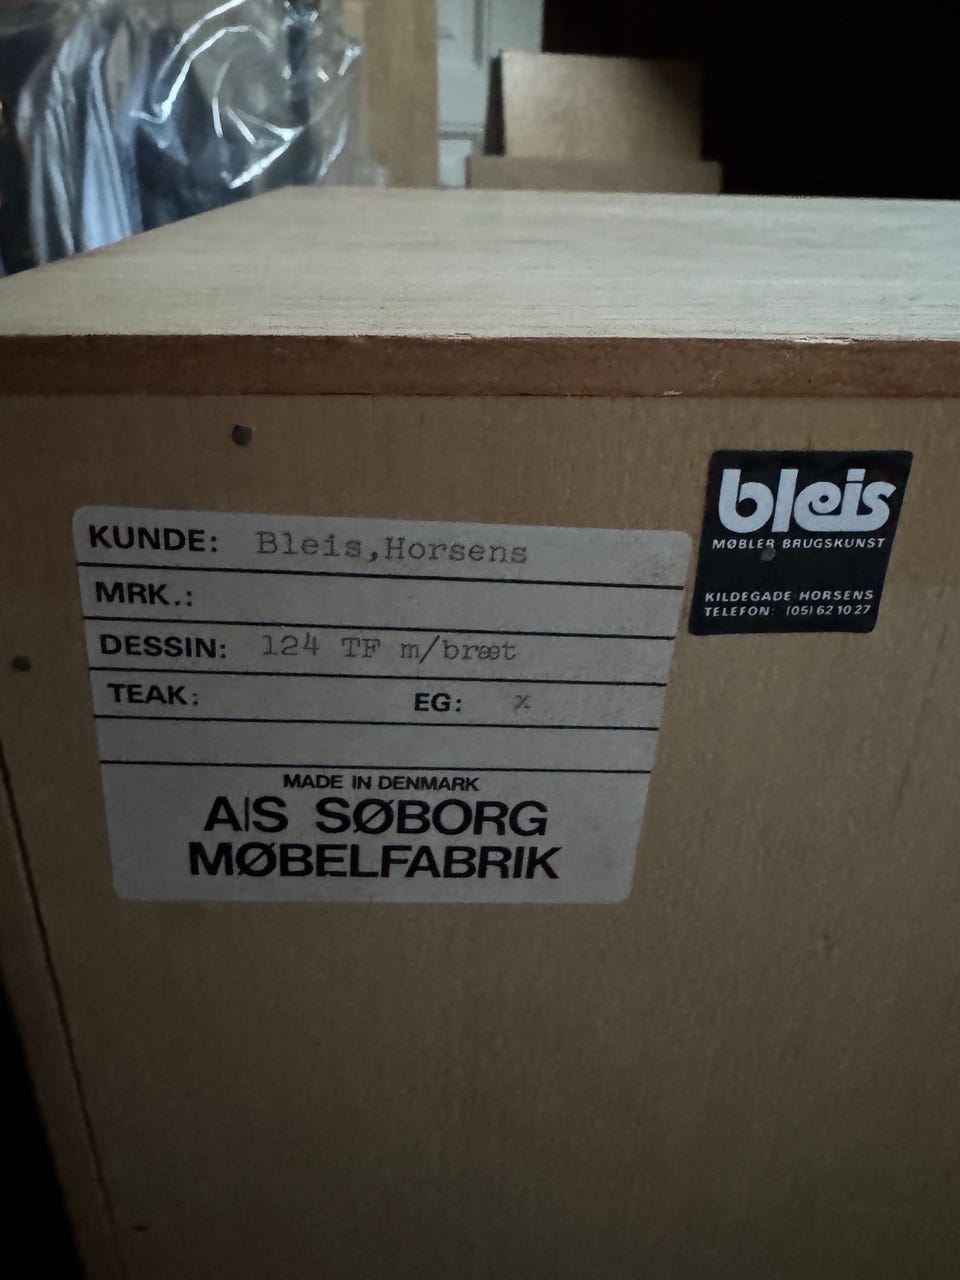 KUNDE: Bleis,Horsens
MRK.:
DESSIN: 124 TF m/bræt
TEAK: EG: x
MADE IN DENMARK
A/S SØBORG
MØBELFABRIK
bleis
MØBLER BRUGSKUNST
KILDEGADE HORSENS
TELEFON: (05) 62 10 27